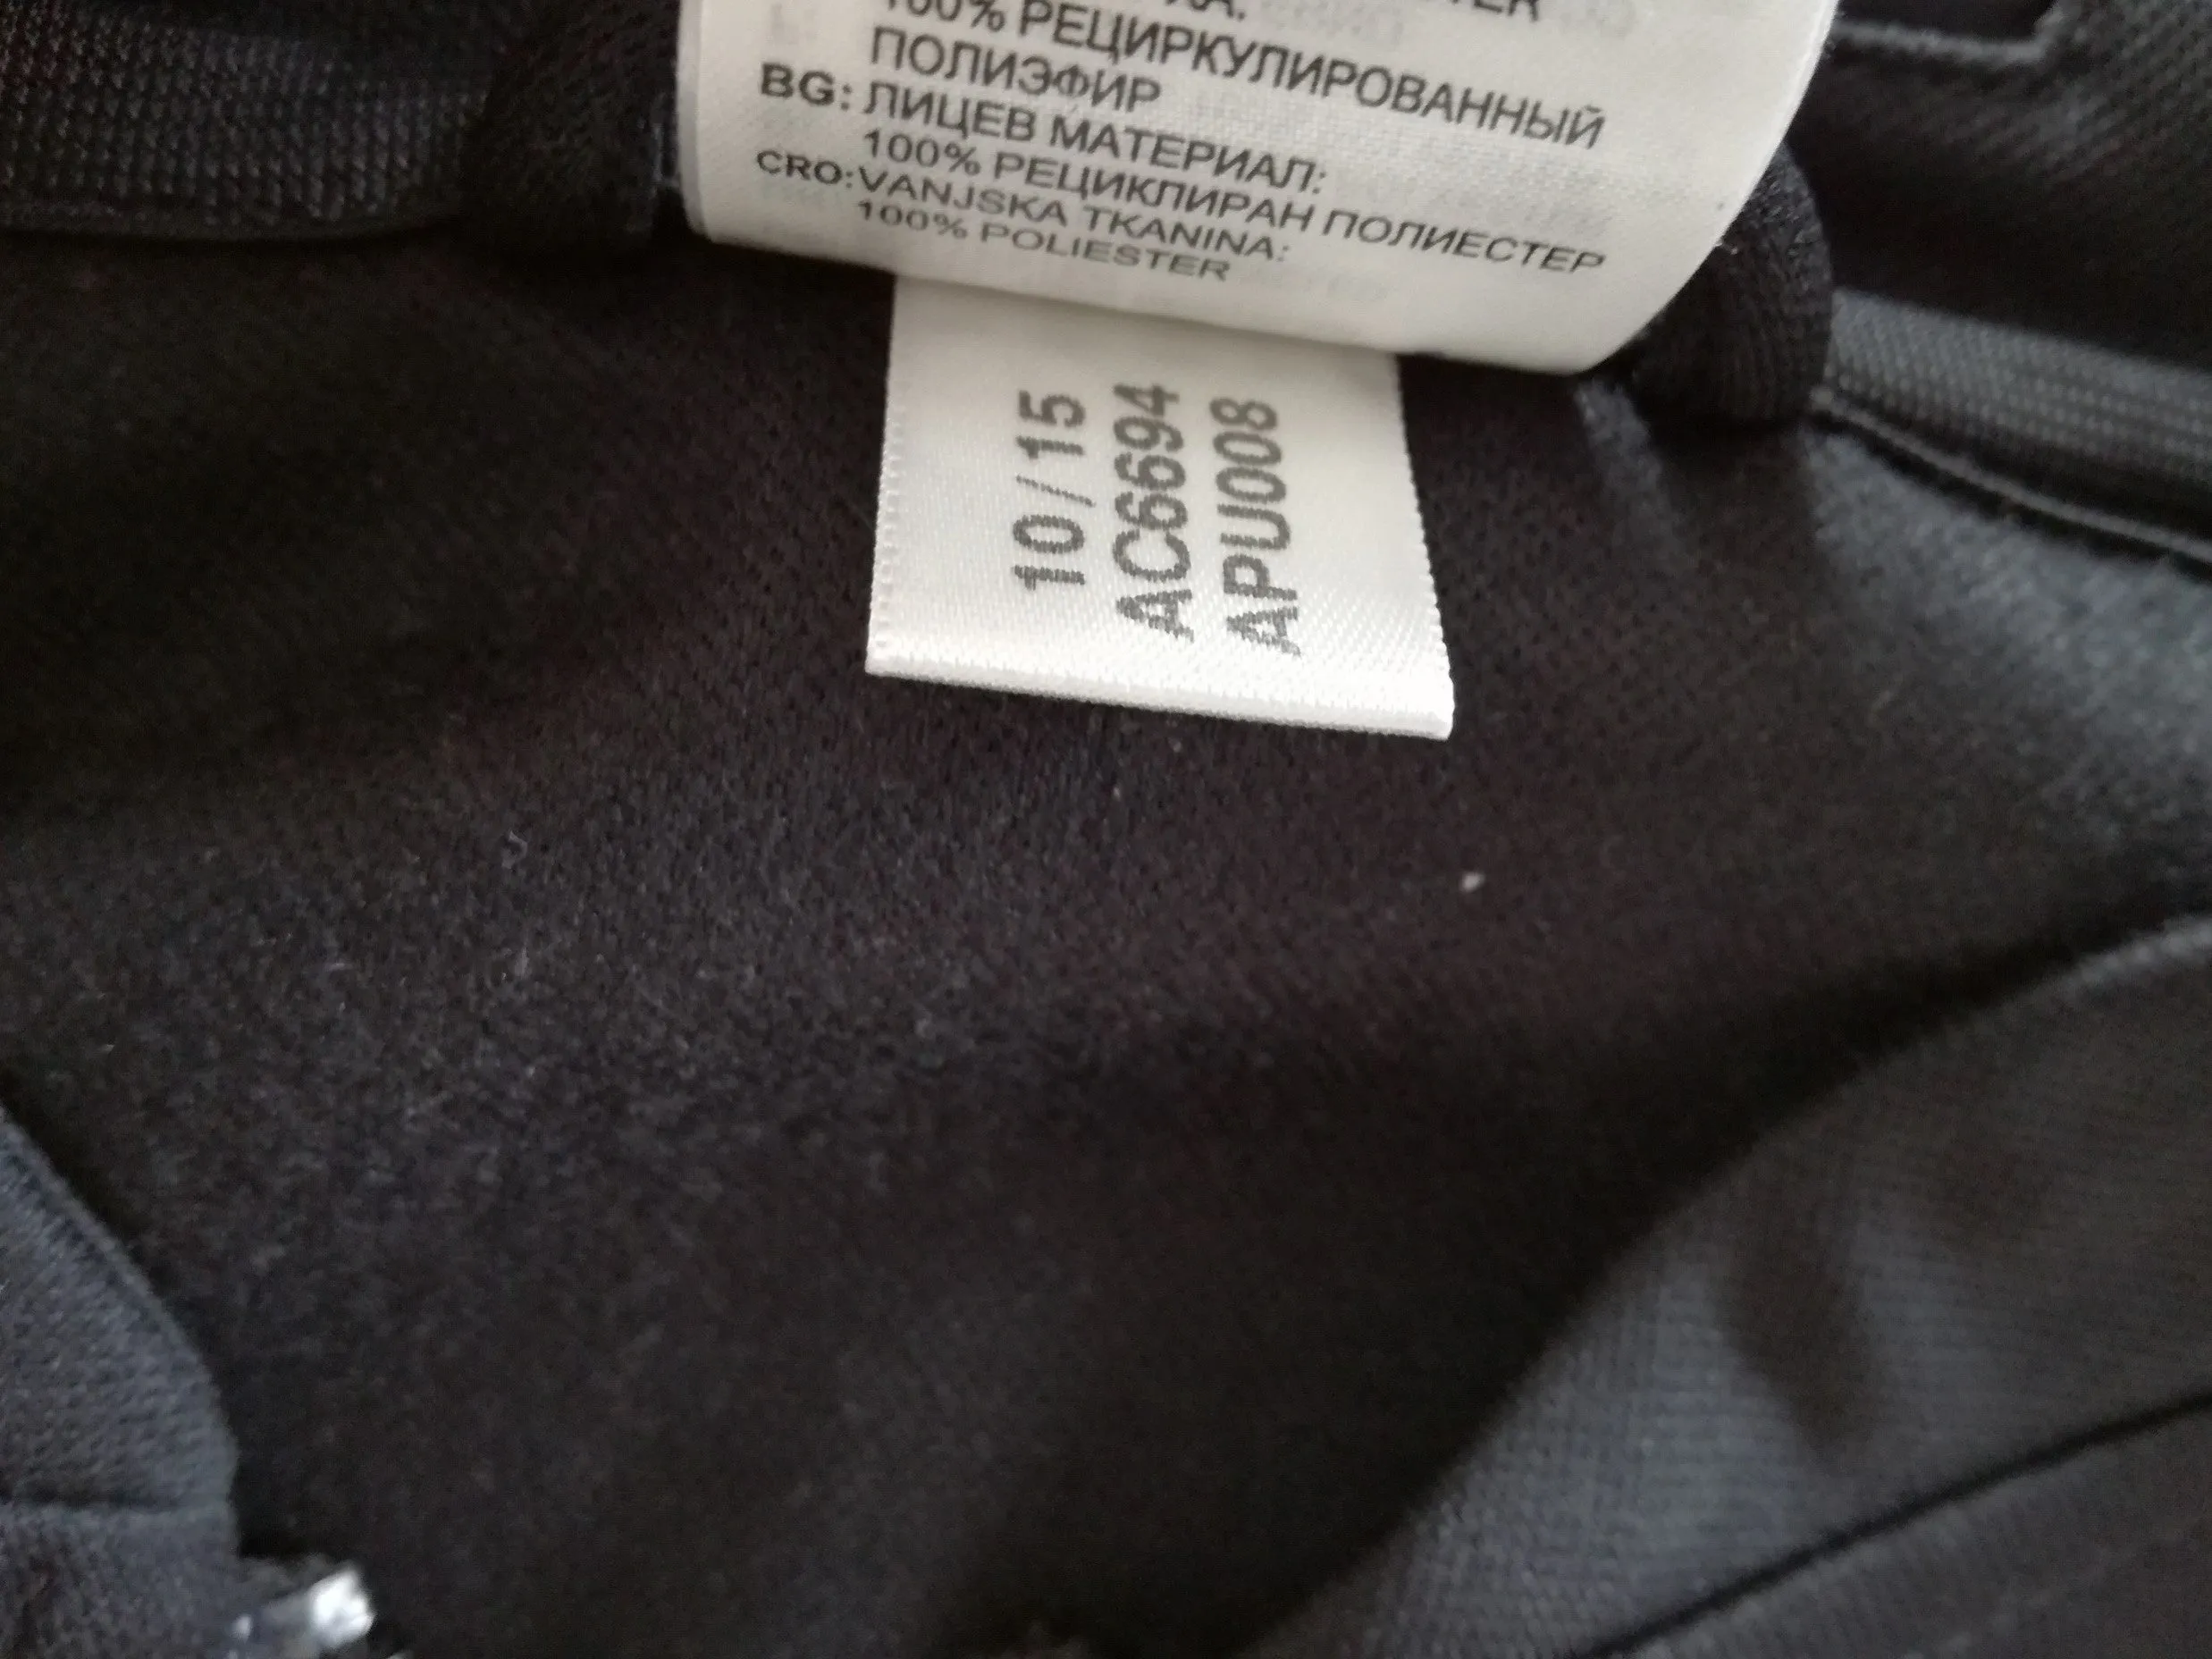 100% РЕЦИРКУЛИРОВАННЫЙ
ПОЛИЭФИР
BG: ЛИЦЕВ МАТЕРИАЛ:
100% РЕЦИКЛИРАН ПОЛИЕСТЕР
CRO: VANJSKA TKANINA:
100% POLIESTER
10/15
AC6694
APU008